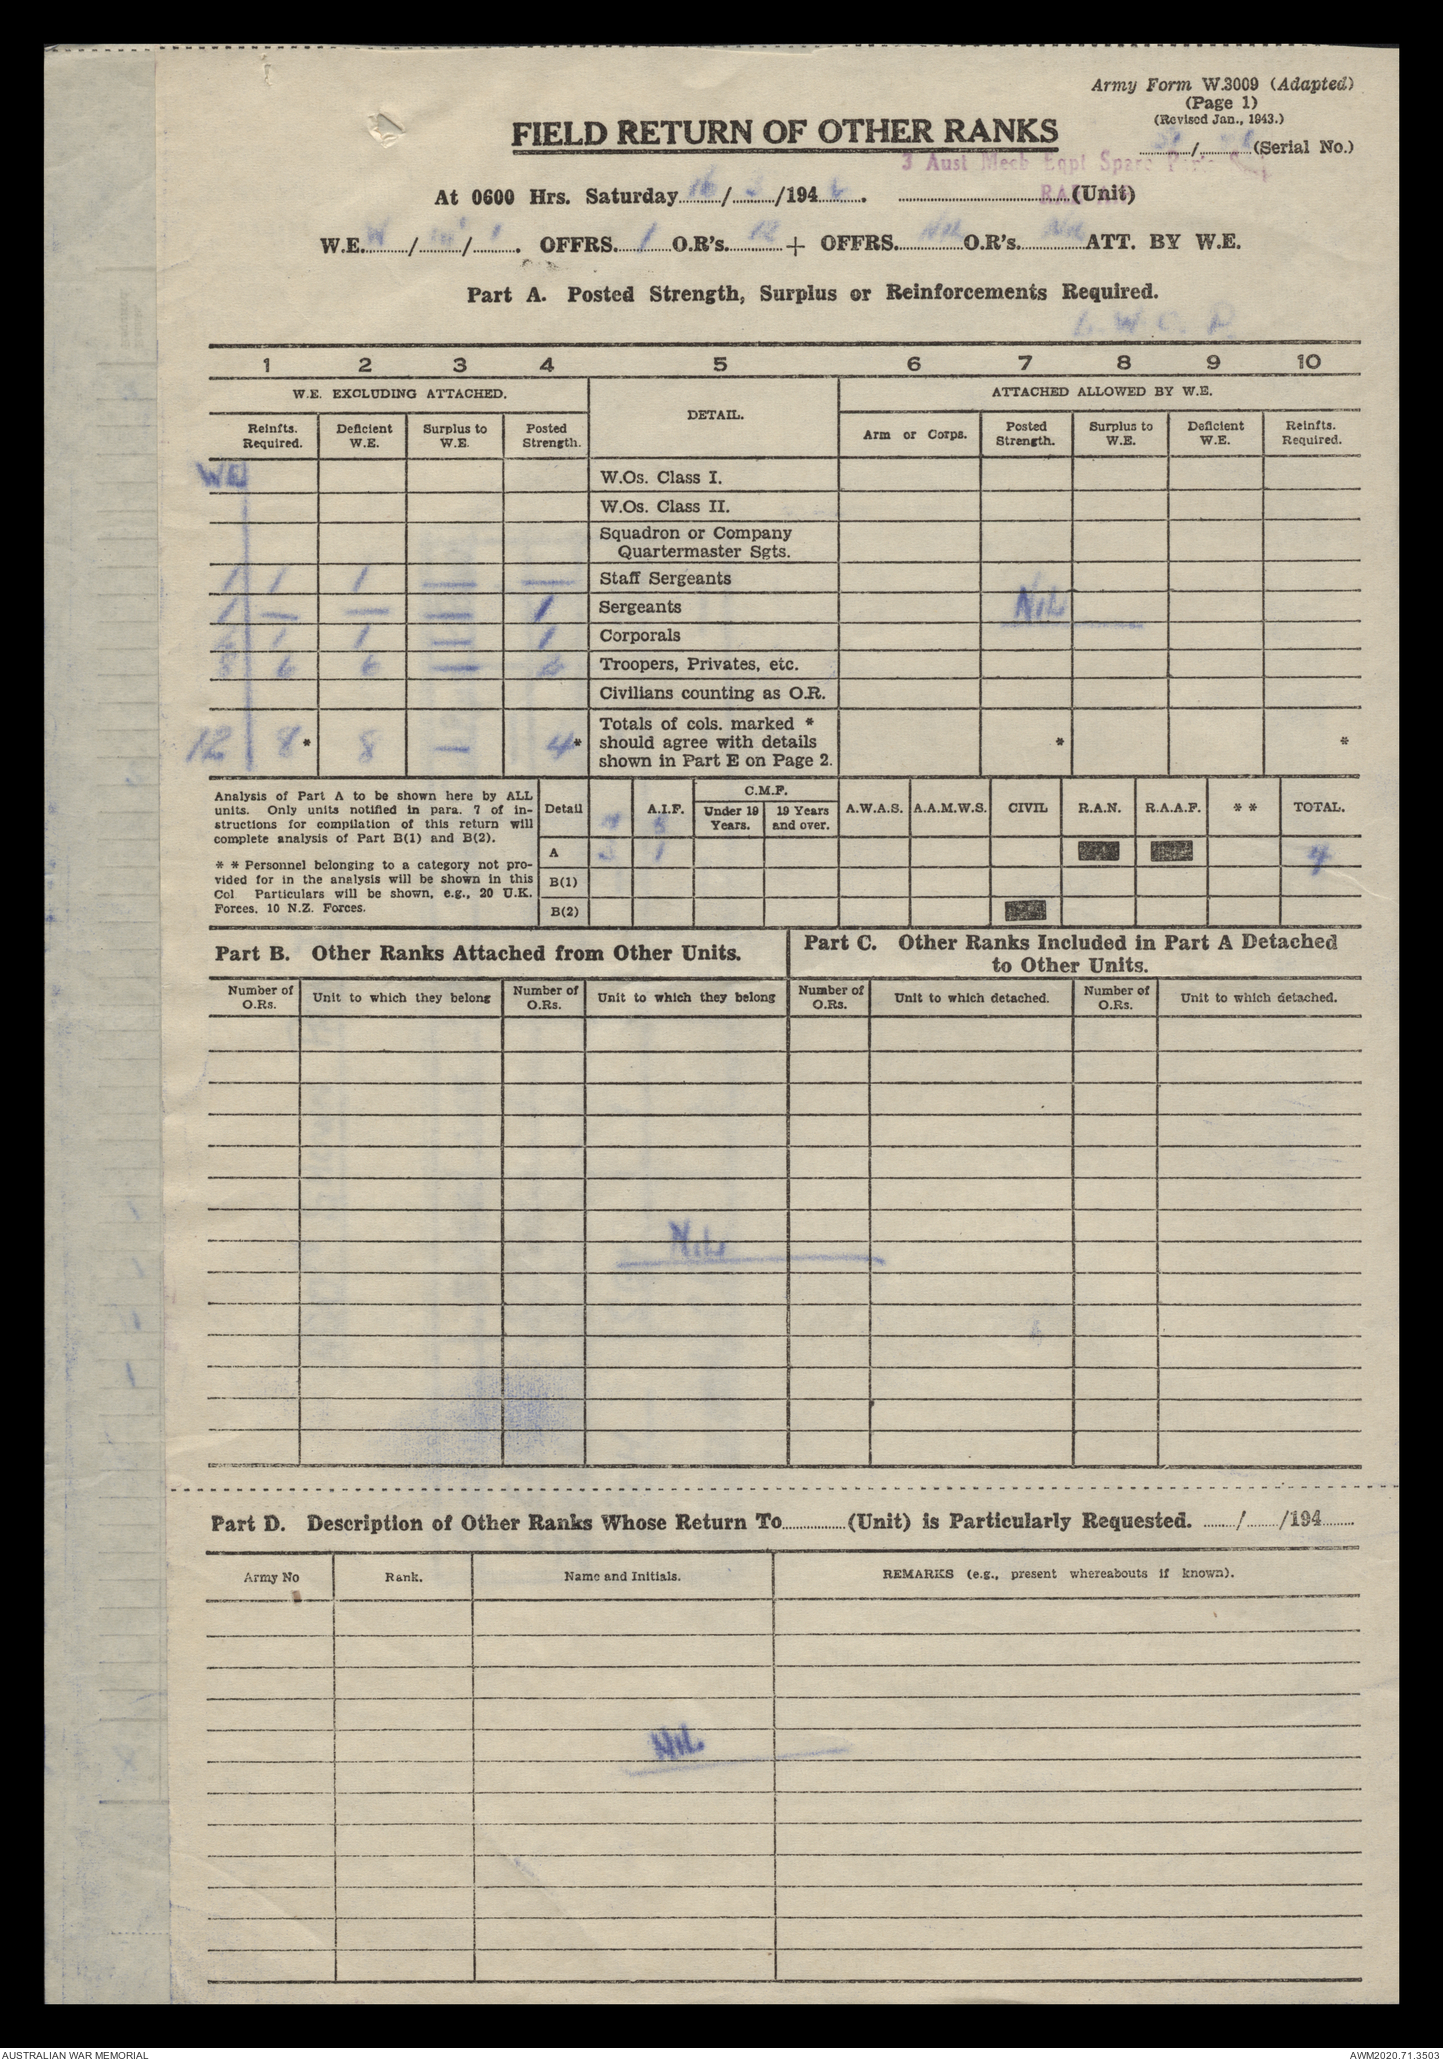 Army Form W.3009 (Adapted)
(Page 1)
(Revised Jan., 1943.)
FIELD RETURN OF OTHER RANKS
....../......(Serial No.)
3 Aust Mech Eqpt Spare
At 0600 Hrs. Saturday 16/3/1946. ......(Unit)
W.E. W/....../1. OFFRS. 1 O.R's. 12 + OFFRS. Nil O.R's. Nil ATT. BY W.E.
Part A. Posted Strength, Surplus or Reinforcements Required.
1 2 3 4 5 6 7 8 9 10
W.E. EXCLUDING ATTACHED. DETAIL. ATTACHED ALLOWED BY W.E.
Reinfts. Required. Deficient W.E. Surplus to W.E. Posted Strength. Arm or Corps. Posted Strength. Surplus to W.E. Deficient W.E. Reinfts. Required.
WE W.Os. Class I.
W.Os. Class II.
Squadron or Company
Quartermaster Sgts.
1 1 1 — — Staff Sergeants
1 — — — 1 Sergeants Nil
1 1 — 1 Corporals
8 6 6 — Troopers, Privates, etc.
Civilians counting as O.R.
Totals of cols. marked *
12 8* 8 — 4* should agree with details * *
shown in Part E on Page 2.
Analysis of Part A to be shown here by ALL
units. Only units notified in para. 7 of in-
structions for compilation of this return will
complete analysis of Part B(1) and B(2).
* * Personnel belonging to a category not pro-
vided for in the analysis will be shown in this
Col Particulars will be shown, e.g., 20 U.K.
Forces, 10 N.Z. Forces.
Detail A.I.F. C.M.F. Under 19 Years. 19 Years and over. A.W.A.S. A.A.M.W.S. CIVIL R.A.N. R.A.A.F. * * TOTAL.
A 3 1 4
B(1)
B(2)
Part B. Other Ranks Attached from Other Units.
Part C. Other Ranks Included in Part A Detached
to Other Units.
Number of O.Rs. Unit to which they belong Number of O.Rs. Unit to which they belong Number of O.Rs. Unit to which detached. Number of O.Rs. Unit to which detached.
Nil
Part D. Description of Other Ranks Whose Return To............(Unit) is Particularly Requested. ....../....../194......
Army No Rank. Name and Initials. REMARKS (e.g., present whereabouts if known).
Nil
AUSTRALIAN WAR MEMORIAL AWM2020.71.3503